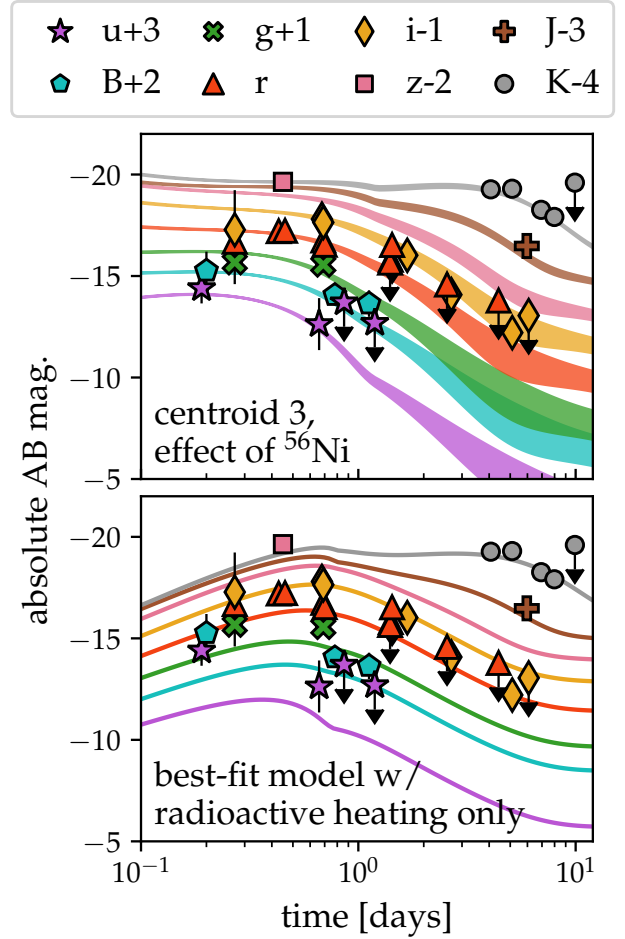 u+3 g+1 i-1 J-3
B+2 r z-2 K-4
absolute AB mag.
−20
−15
−10
−5
centroid 3,
effect of ⁵⁶Ni
−20
−15
−10
−5
best-fit model w/
radioactive heating only
10⁻¹ 10⁰ 10¹
time [days]